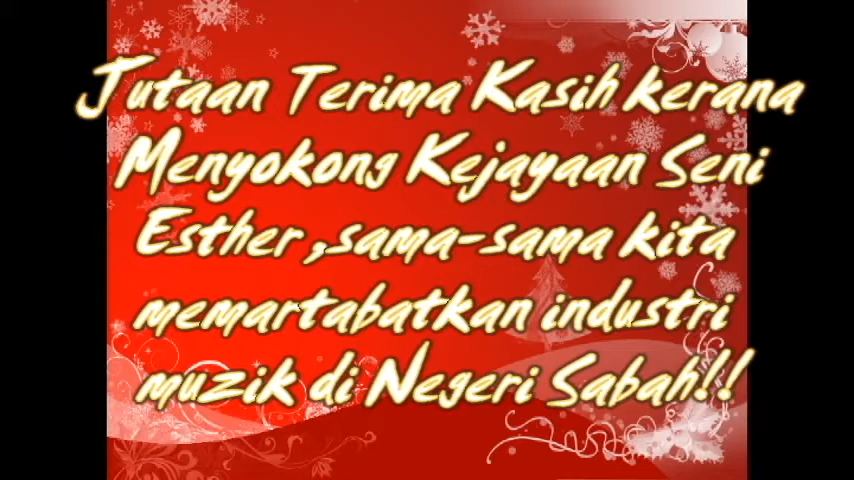 Jutaan Terima Kasih kerana
Menyokong Kejayaan Seni
Esther ,sama-sama kita
memartabatkan industri
muzik di Negeri Sabah!!